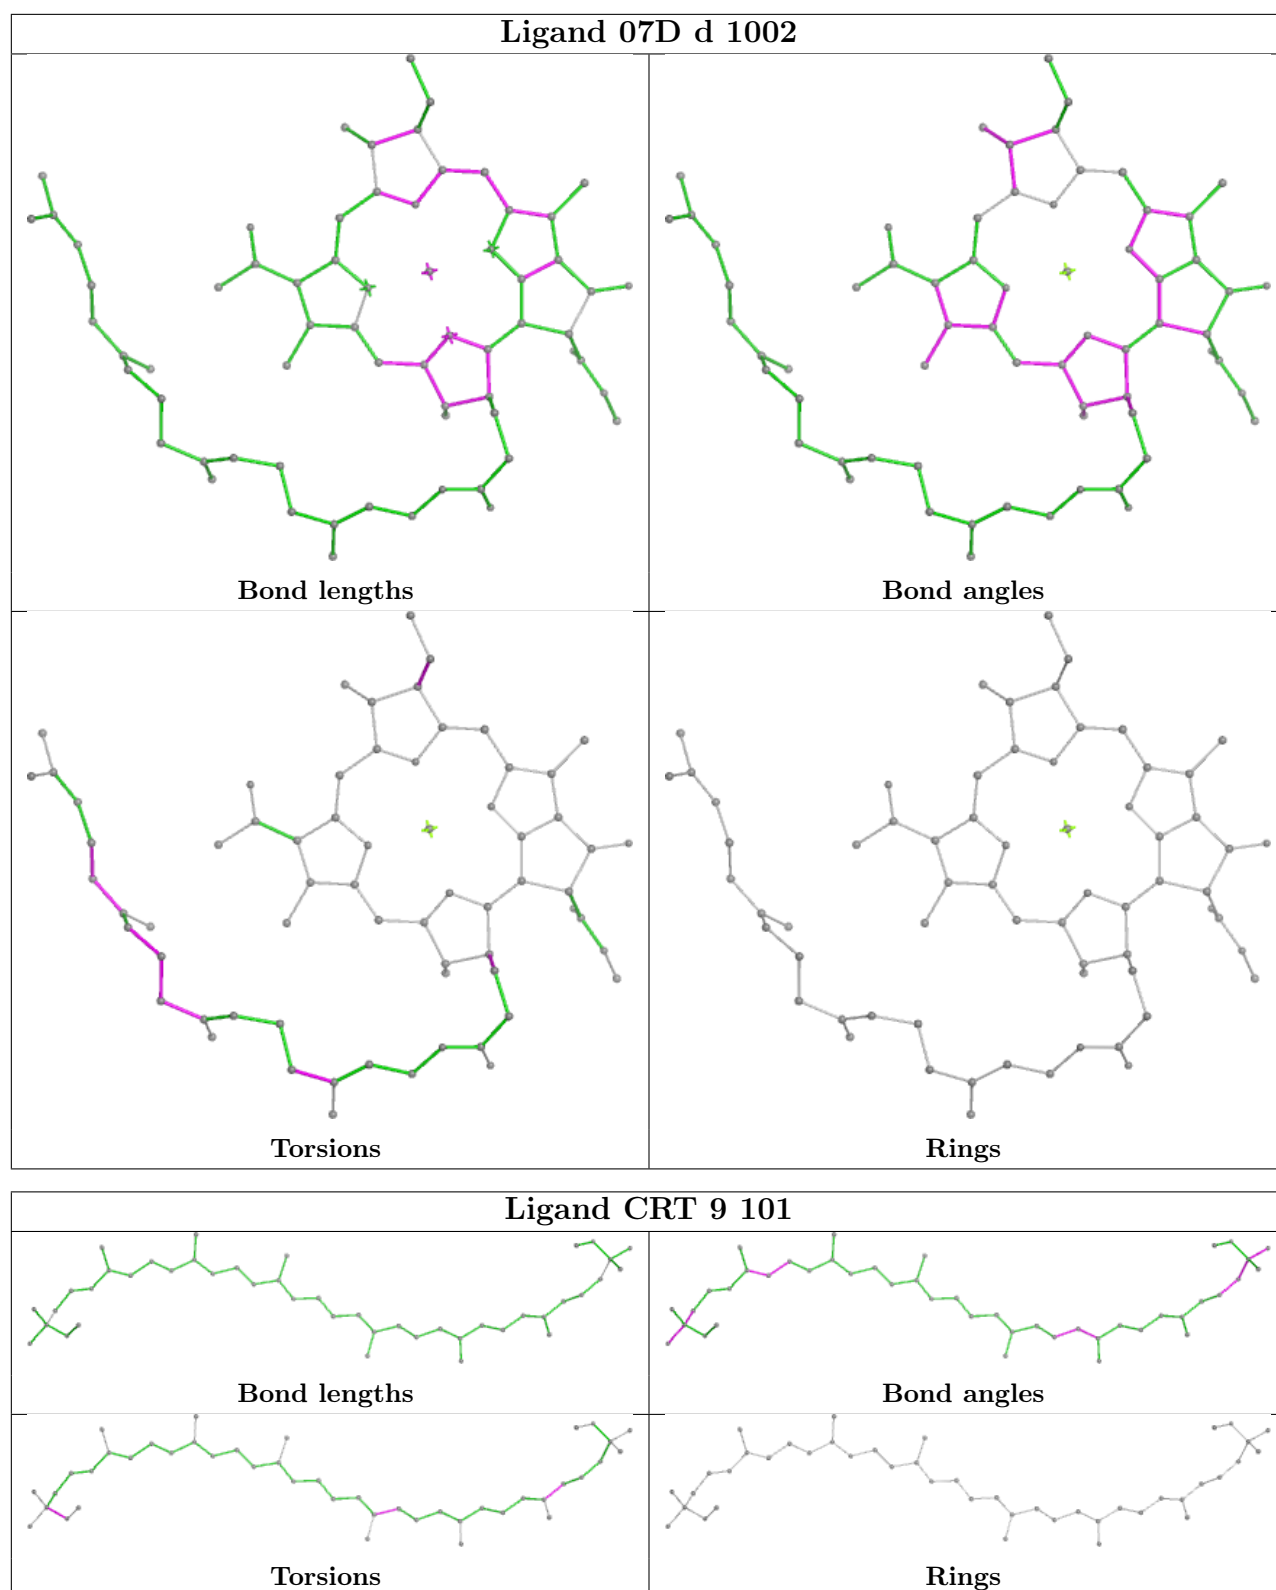 Ligand 07D d 1002
Bond lengths
Bond angles
Torsions
Rings
Ligand CRT 9 101
Bond lengths
Bond angles
Torsions
Rings